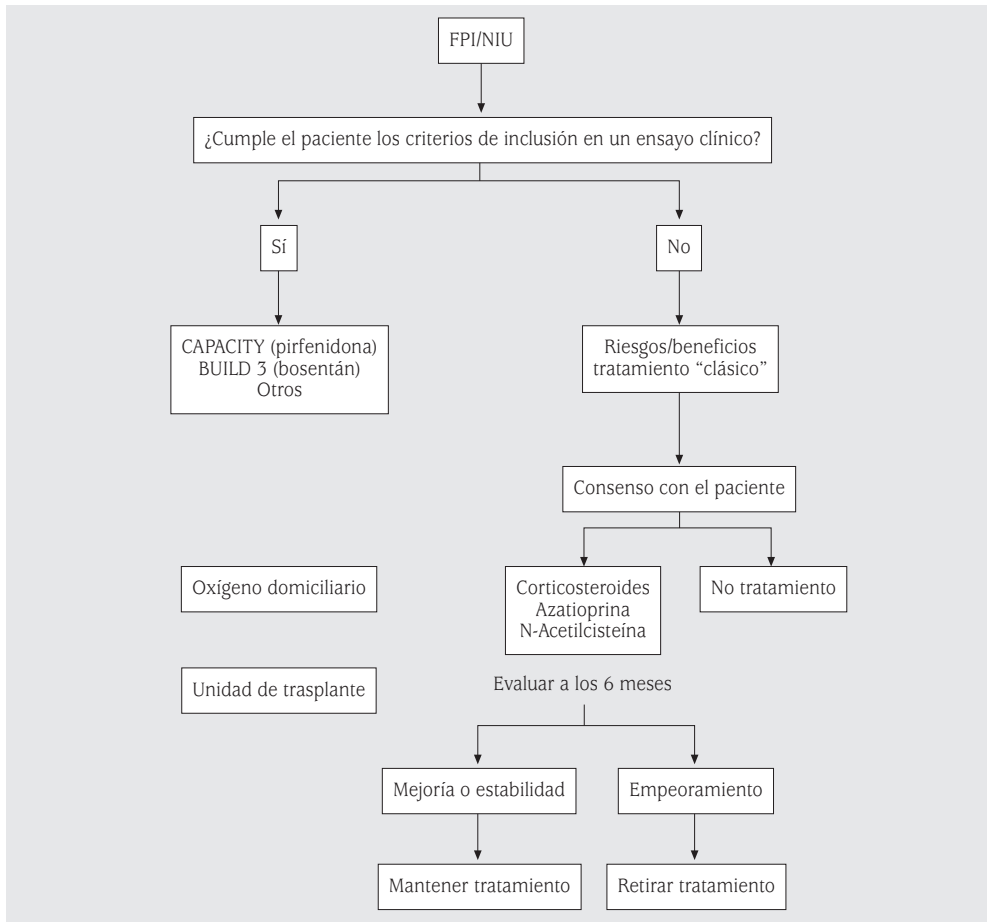 FPI/NIU
¿Cumple el paciente los criterios de inclusión en un ensayo clínico?
Sí
No
CAPACITY (pirfenidona)
BUILD 3 (bosentán)
Otros
Riesgos/beneficios
tratamiento “clásico”
Consenso con el paciente
Oxígeno domiciliario
Corticosteroides
Azatioprina
N-Acetilcisteína
No tratamiento
Unidad de trasplante
Evaluar a los 6 meses
Mejoría o estabilidad
Empeoramiento
Mantener tratamiento
Retirar tratamiento